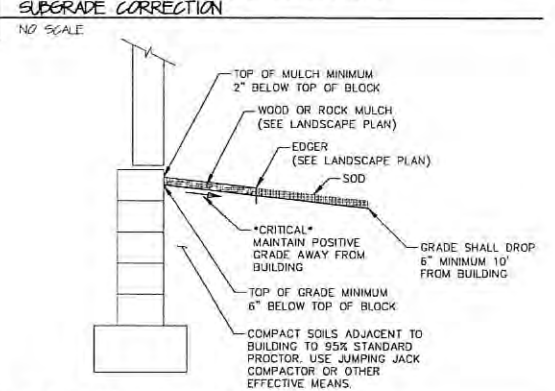 SUBGRADE CORRECTION
NO SCALE
TOP OF MULCH MINIMUM
2" BELOW TOP OF BLOCK
WOOD OR ROCK MULCH
(SEE LANDSCAPE PLAN)
EDGER
(SEE LANDSCAPE PLAN)
SOD
*CRITICAL*
MAINTAIN POSITIVE
GRADE AWAY FROM
BUILDING
GRADE SHALL DROP
6" MINIMUM 10'
FROM BUILDING
TOP OF GRADE MINIMUM
6" BELOW TOP OF BLOCK
COMPACT SOILS ADJACENT TO
BUILDING TO 95% STANDARD
PROCTOR. USE JUMPING JACK
COMPACTOR OR OTHER
EFFECTIVE MEANS.